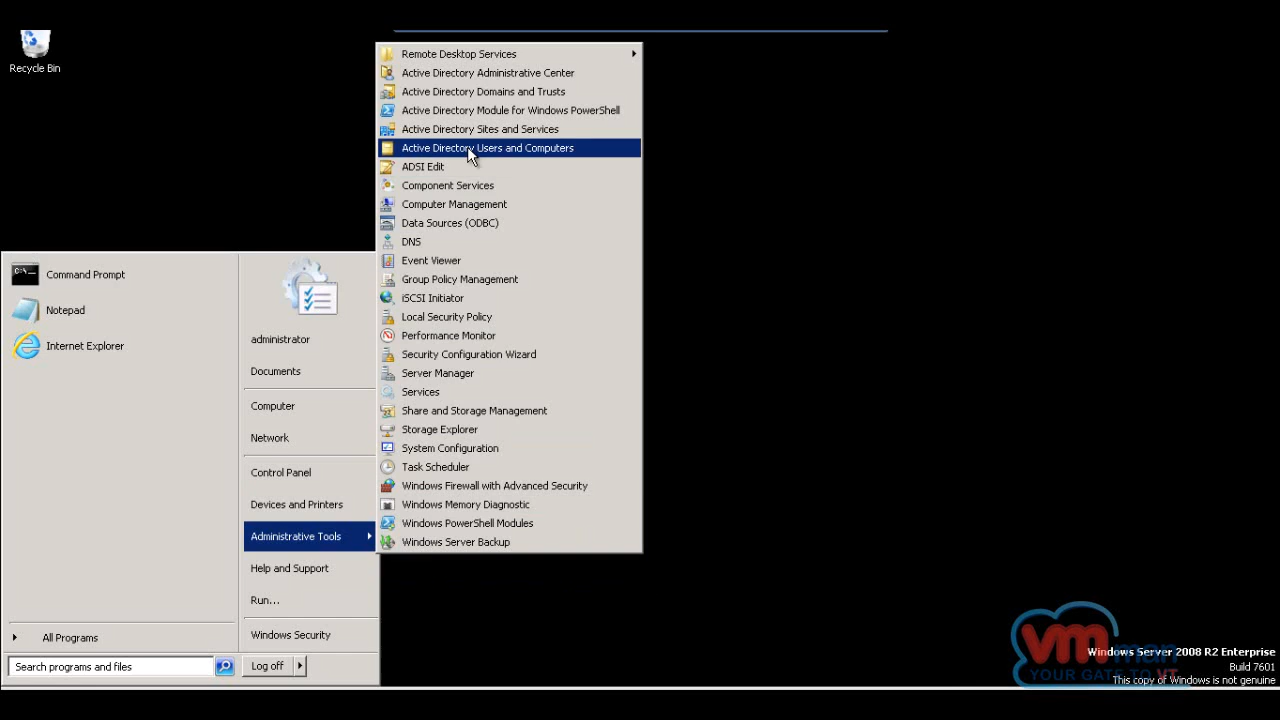 Recycle Bin
Remote Desktop Services
Active Directory Administrative Center
Active Directory Domains and Trusts
Active Directory Module for Windows PowerShell
Active Directory Sites and Services
Active Directory Users and Computers
ADSI Edit
Component Services
Computer Management
Data Sources (ODBC)
DNS
Event Viewer
Group Policy Management
iSCSI Initiator
Local Security Policy
Performance Monitor
Security Configuration Wizard
Server Manager
Services
Share and Storage Management
Storage Explorer
System Configuration
Task Scheduler
Windows Firewall with Advanced Security
Windows Memory Diagnostic
Windows PowerShell Modules
Windows Server Backup
Command Prompt
Notepad
Internet Explorer
All Programs
Search programs and files
administrator
Documents
Computer
Network
Control Panel
Devices and Printers
Administrative Tools
Help and Support
Run...
Windows Security
Log off
vmman
YOUR GATE TO VT
Windows Server 2008 R2 Enterprise
Build 7601
This copy of Windows is not genuine